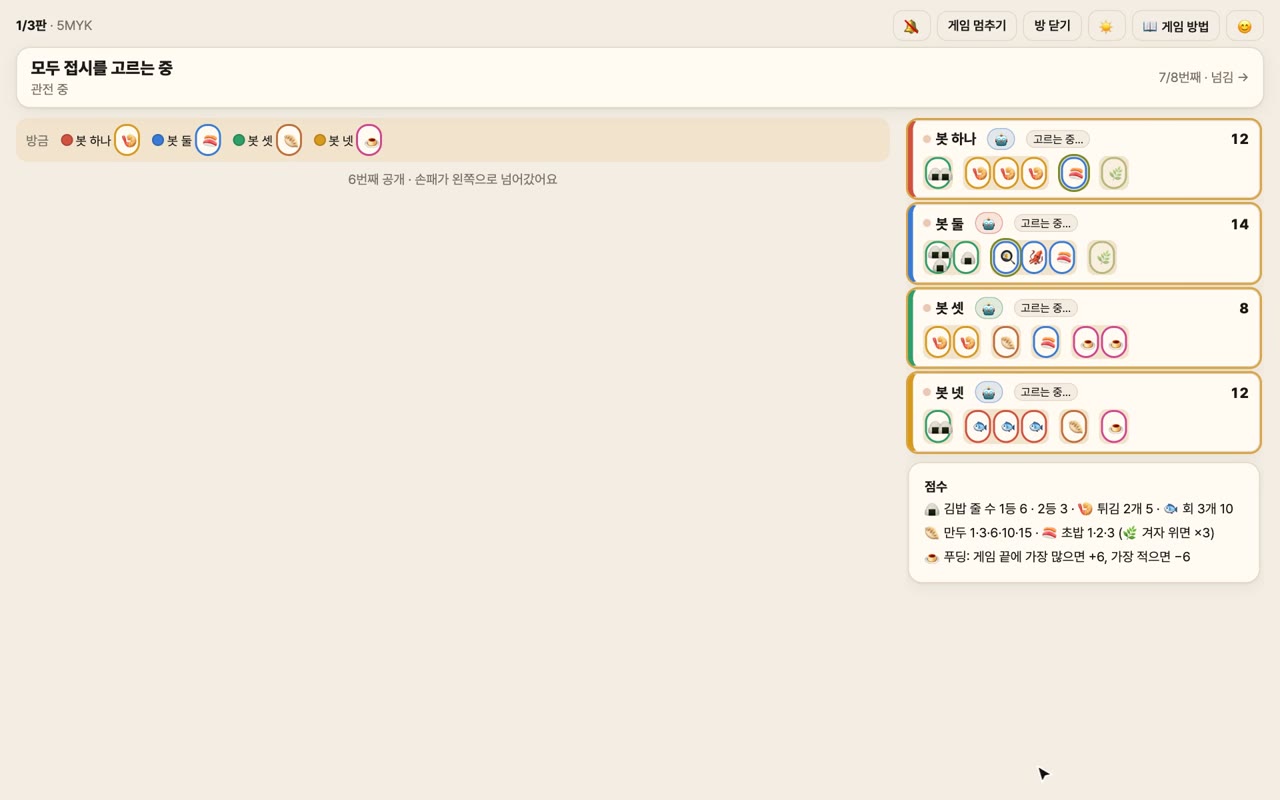 1/3판 · 5MYK
게임 멈추기
방 닫기
게임 방법
모두 접시를 고르는 중
관전 중
7/8번째 · 넘김 →
방금 봇 하나 봇 둘 봇 셋 봇 넷
6번째 공개 · 손패가 왼쪽으로 넘어갔어요
봇 하나 고르는 중... 12
봇 둘 고르는 중... 14
봇 셋 고르는 중... 8
봇 넷 고르는 중... 12
점수
김밥 줄 수 1등 6 · 2등 3 · 튀김 2개 5 · 회 3개 10
만두 1·3·6·10·15 · 초밥 1·2·3 (겨자 위면 ×3)
푸딩: 게임 끝에 가장 많으면 +6, 가장 적으면 −6